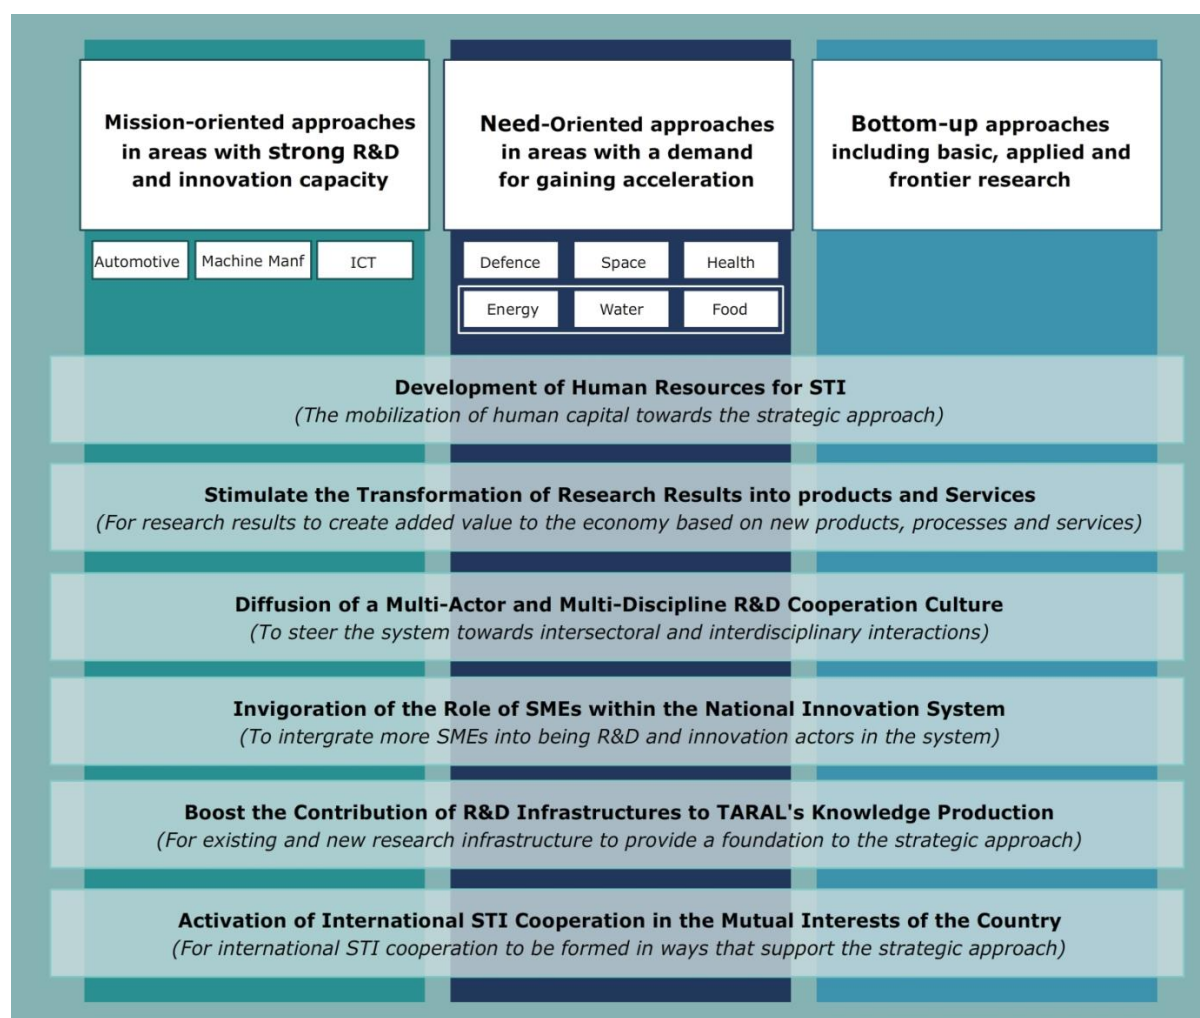 Mission-oriented approaches
in areas with strong R&D
and innovation capacity
Need-Oriented approaches
in areas with a demand
for gaining acceleration
Bottom-up approaches
including basic, applied and
frontier research
Automotive
Machine Manf
ICT
Defence
Space
Health
Energy
Water
Food
Development of Human Resources for STI
(The mobilization of human capital towards the strategic approach)
Stimulate the Transformation of Research Results into products and Services
(For research results to create added value to the economy based on new products, processes and services)
Diffusion of a Multi-Actor and Multi-Discipline R&D Cooperation Culture
(To steer the system towards intersectoral and interdisciplinary interactions)
Invigoration of the Role of SMEs within the National Innovation System
(To intergrate more SMEs into being R&D and innovation actors in the system)
Boost the Contribution of R&D Infrastructures to TARAL's Knowledge Production
(For existing and new research infrastructure to provide a foundation to the strategic approach)
Activation of International STI Cooperation in the Mutual Interests of the Country
(For international STI cooperation to be formed in ways that support the strategic approach)